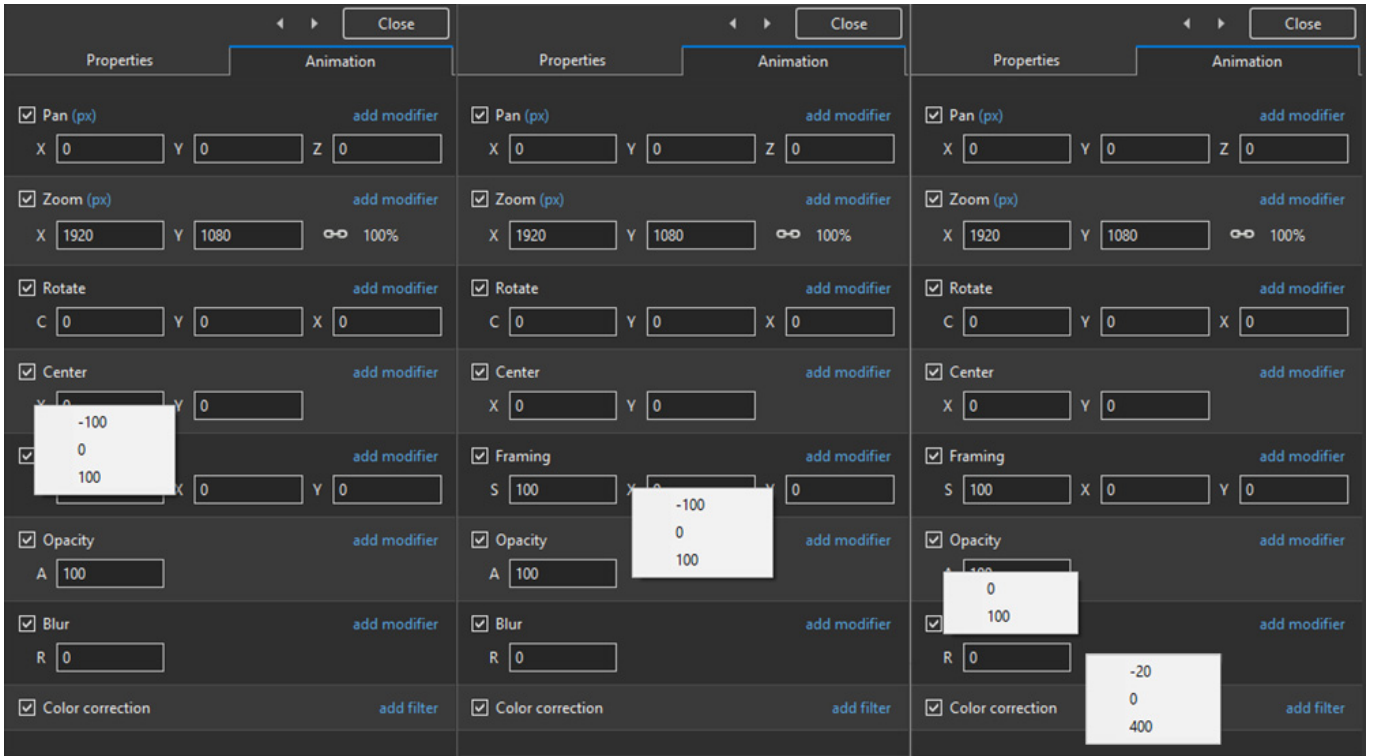 Close
Properties Animation
Pan (px) add modifier
X 0 Y 0 Z 0
Zoom (px) add modifier
X 1920 Y 1080 100%
Rotate add modifier
C 0 Y 0 X 0
Center add modifier
Y 0
-100
0
100
add modifier
X 0 Y 0
Opacity add modifier
A 100
Blur add modifier
R 0
Color correction add filter
Close
Properties Animation
Pan (px) add modifier
X 0 Y 0 Z 0
Zoom (px) add modifier
X 1920 Y 1080 100%
Rotate add modifier
C 0 Y 0 X 0
Center add modifier
X 0 Y 0
Framing add modifier
S 100 X 0 Y 0
-100
0
100
Opacity add modifier
A 100
Blur add modifier
R 0
Color correction add filter
Close
Properties Animation
Pan (px) add modifier
X 0 Y 0 Z 0
Zoom (px) add modifier
X 1920 Y 1080 100%
Rotate add modifier
C 0 Y 0 X 0
Center add modifier
X 0 Y 0
Framing add modifier
S 100 X 0 Y 0
Opacity add modifier
A 100
0
100
add modifier
R 0
-20
0
400
Color correction add filter